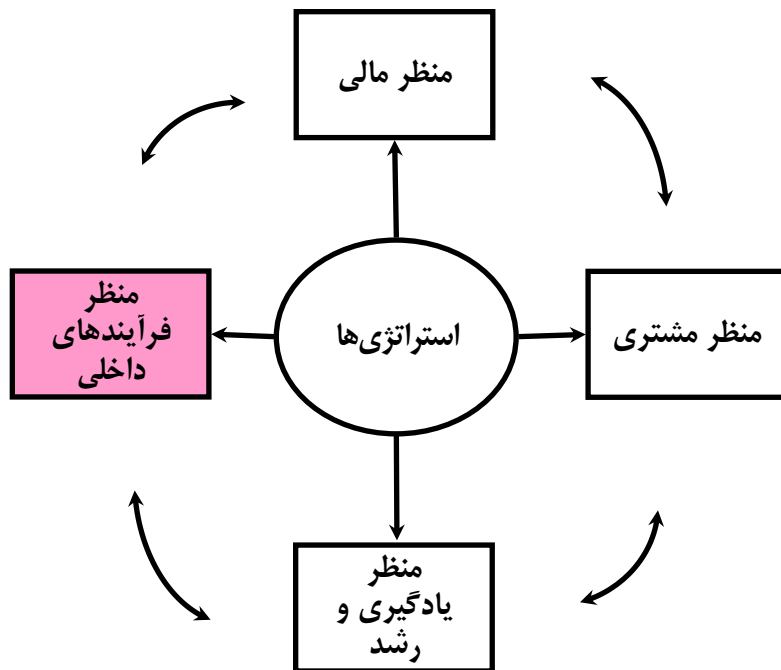 منظر مالی
منظر مشتری
استراتژی‌ها
منظر
فرآیندهای
داخلی
منظر
یادگیری و
رشد